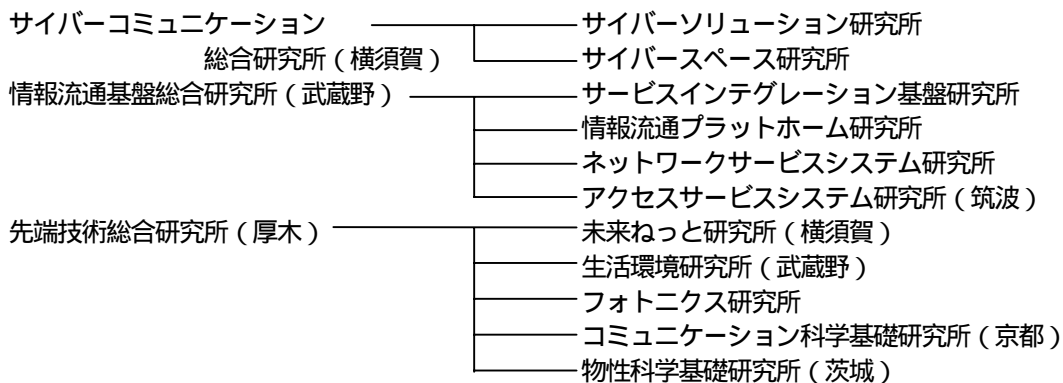 サイバーコミュニケーション サイバーソリューション研究所
総合研究所（横須賀） サイバースペース研究所
情報流通基盤総合研究所（武蔵野） サービスインテグレーション基盤研究所
情報流通プラットホーム研究所
ネットワークサービスシステム研究所
アクセスサービスシステム研究所（筑波）
先端技術総合研究所（厚木） 未来ねっと研究所（横須賀）
生活環境研究所（武蔵野）
フォトニクス研究所
コミュニケーション科学基礎研究所（京都）
物性科学基礎研究所（茨城）